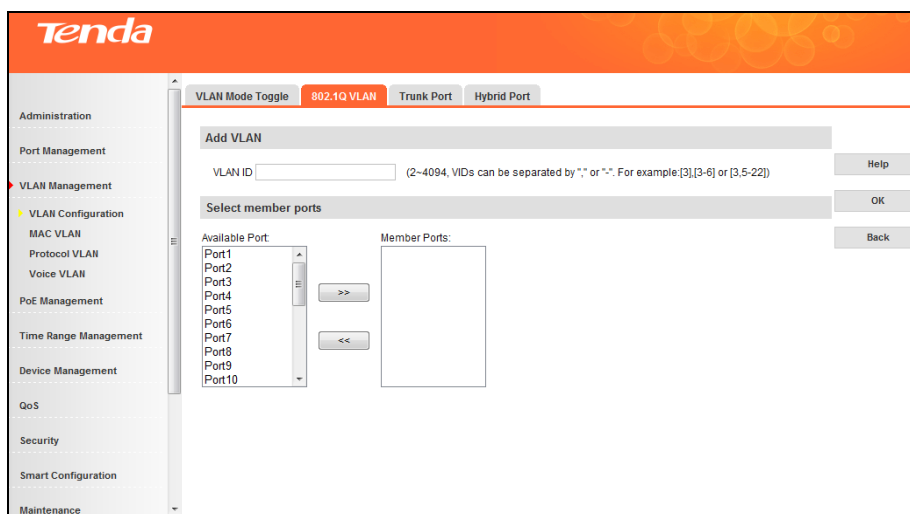 Tenda
VLAN Mode Toggle
802.1Q VLAN
Trunk Port
Hybrid Port
Administration
Port Management
VLAN Management
VLAN Configuration
MAC VLAN
Protocol VLAN
Voice VLAN
PoE Management
Time Range Management
Device Management
QoS
Security
Smart Configuration
Maintenance
Add VLAN
VLAN ID
(2~4094, VIDs can be separated by "," or "-". For example:[3],[3-6] or [3,5-22])
Select member ports
Available Port:
Port1
Port2
Port3
Port4
Port5
Port6
Port7
Port8
Port9
Port10
>>
<<
Member Ports:
Help
OK
Back